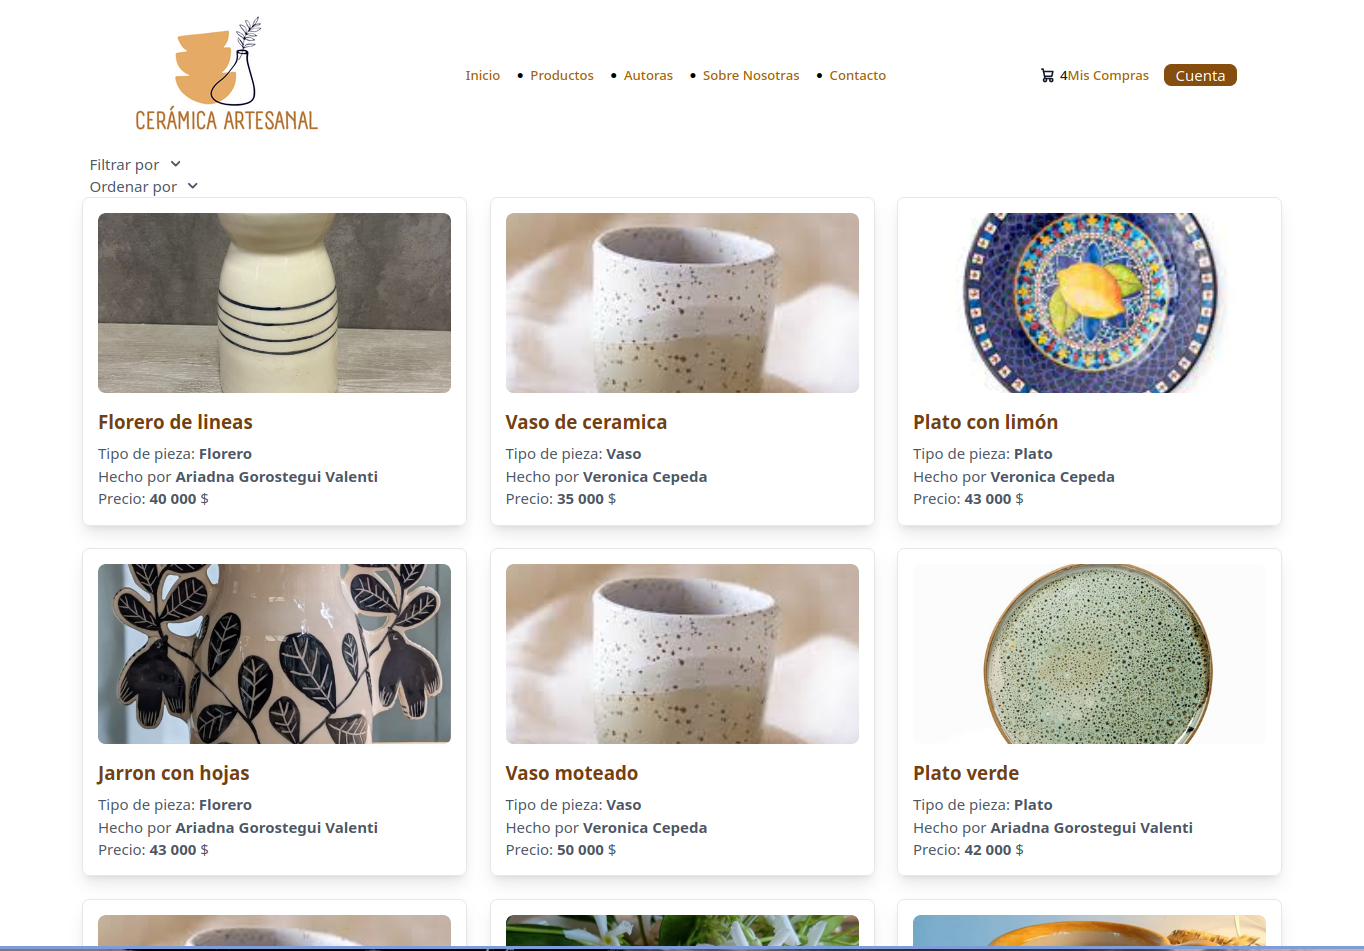 CERÁMICA ARTESANAL
Inicio • Productos • Autoras • Sobre Nosotras • Contacto
4Mis Compras
Cuenta
Filtrar por
Ordenar por
Florero de lineas
Tipo de pieza: Florero
Hecho por Ariadna Gorostegui Valenti
Precio: 40 000 $
Vaso de ceramica
Tipo de pieza: Vaso
Hecho por Veronica Cepeda
Precio: 35 000 $
Plato con limón
Tipo de pieza: Plato
Hecho por Veronica Cepeda
Precio: 43 000 $
Jarron con hojas
Tipo de pieza: Florero
Hecho por Ariadna Gorostegui Valenti
Precio: 43 000 $
Vaso moteado
Tipo de pieza: Vaso
Hecho por Veronica Cepeda
Precio: 50 000 $
Plato verde
Tipo de pieza: Plato
Hecho por Ariadna Gorostegui Valenti
Precio: 42 000 $